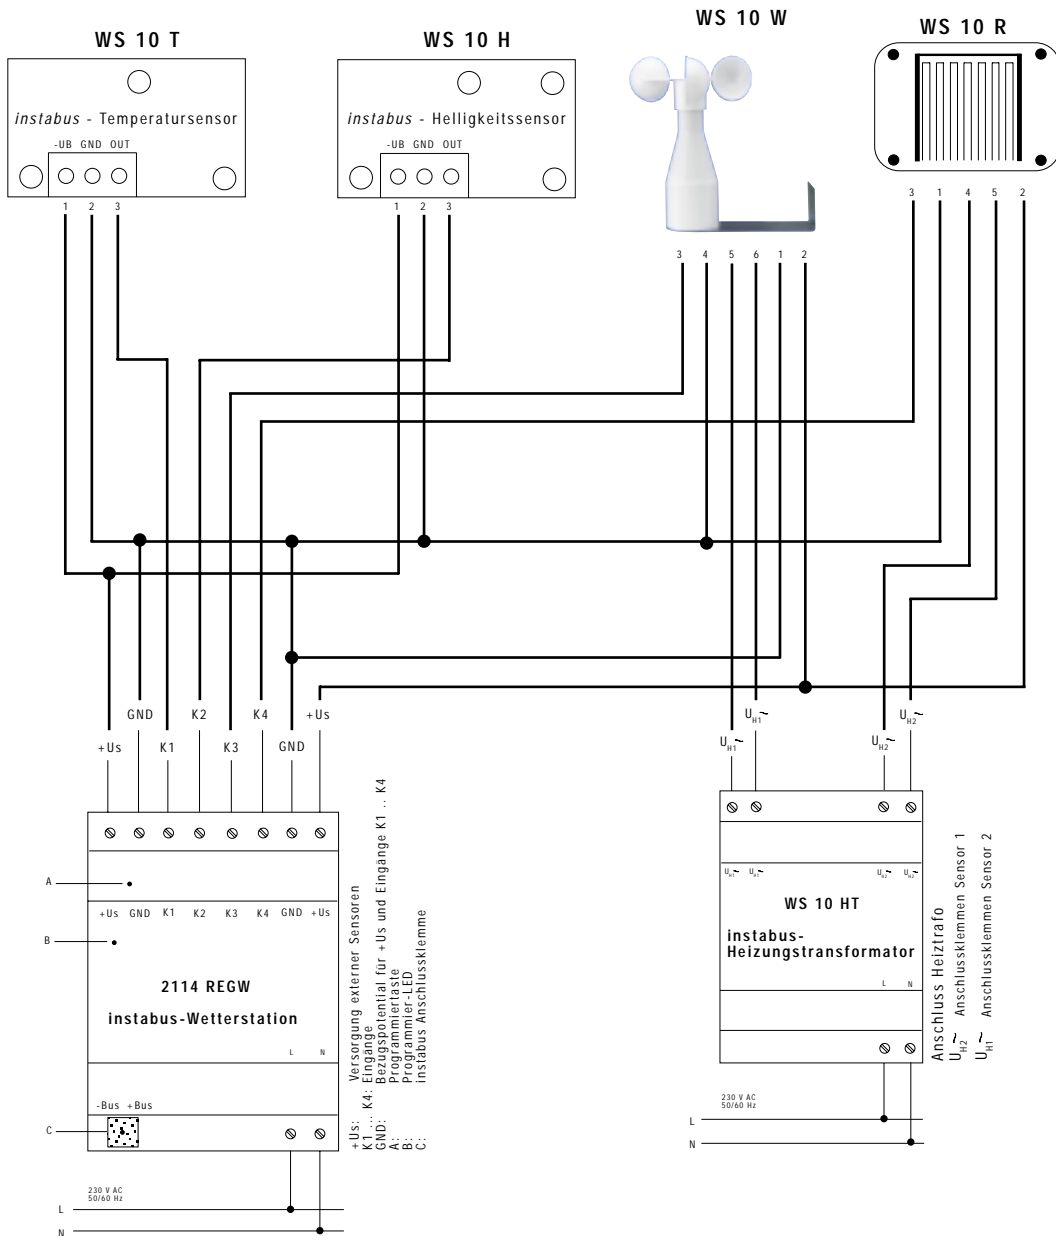 WS 10 T
WS 10 H
WS 10 W
WS 10 R
instabus - Temperatursensor
-UB GND OUT
1 2 3
instabus - Helligkeitssensor
-UB GND OUT
1 2 3
3 4 5 6 1 2
3 1 4 5 2
GND K2 K4 +Us
+Us K1 K3 GND
UH1~ UH2~
UH1~ UH2~
A
+Us GND K1 K2 K3 K4 GND +Us
B
2114 REGW
instabus-Wetterstation
L N
-Bus +Bus
C
230 V AC
50/60 Hz
L
N
+Us: Versorgung externer Sensoren
K1 .. K4: Eingänge
GND: Bezugspotential für +Us und Eingänge K1 .. K4
A: Programmiertaste
B: Programmier-LED
C: instabus Anschlussklemme
UH1~ UH1~ UH2~ UH2~
WS 10 HT
instabus-
Heizungstransformator
L N
230 V AC
50/60 Hz
L
N
Anschluss Heiztrafo
UH2~ Anschlussklemmen Sensor 1
UH1~ Anschlussklemmen Sensor 2